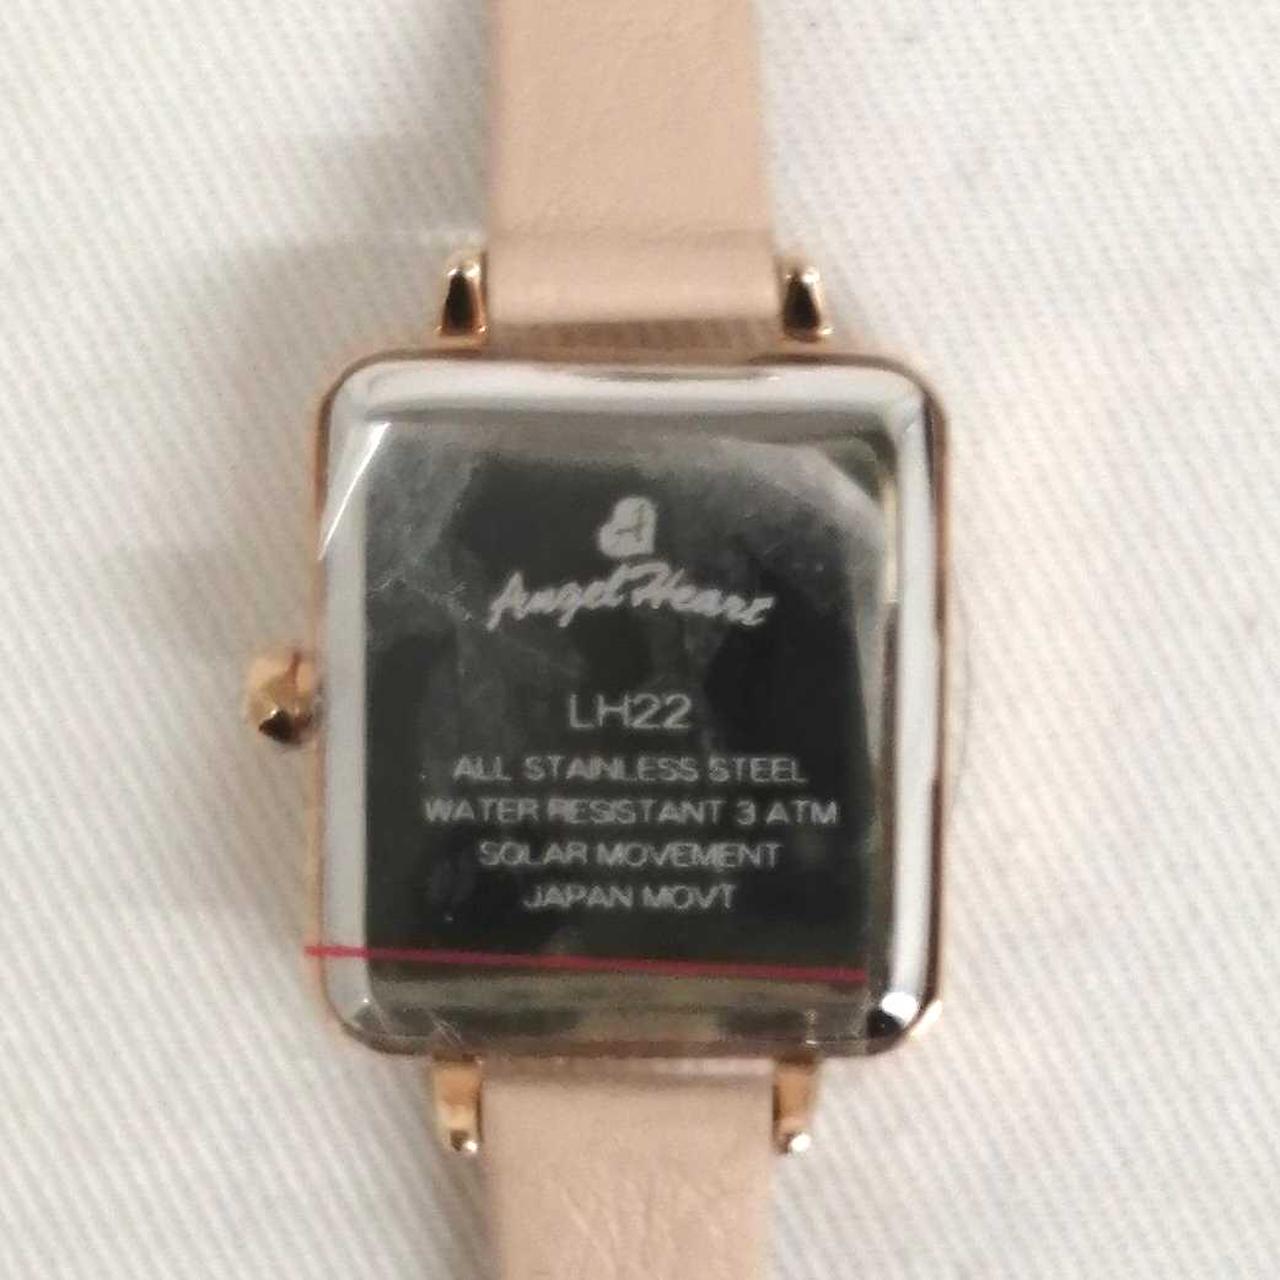 Angel Heart
LH22
ALL STAINLESS STEEL
WATER RESISTANT 3 ATM
SOLAR MOVEMENT
JAPAN MOVT